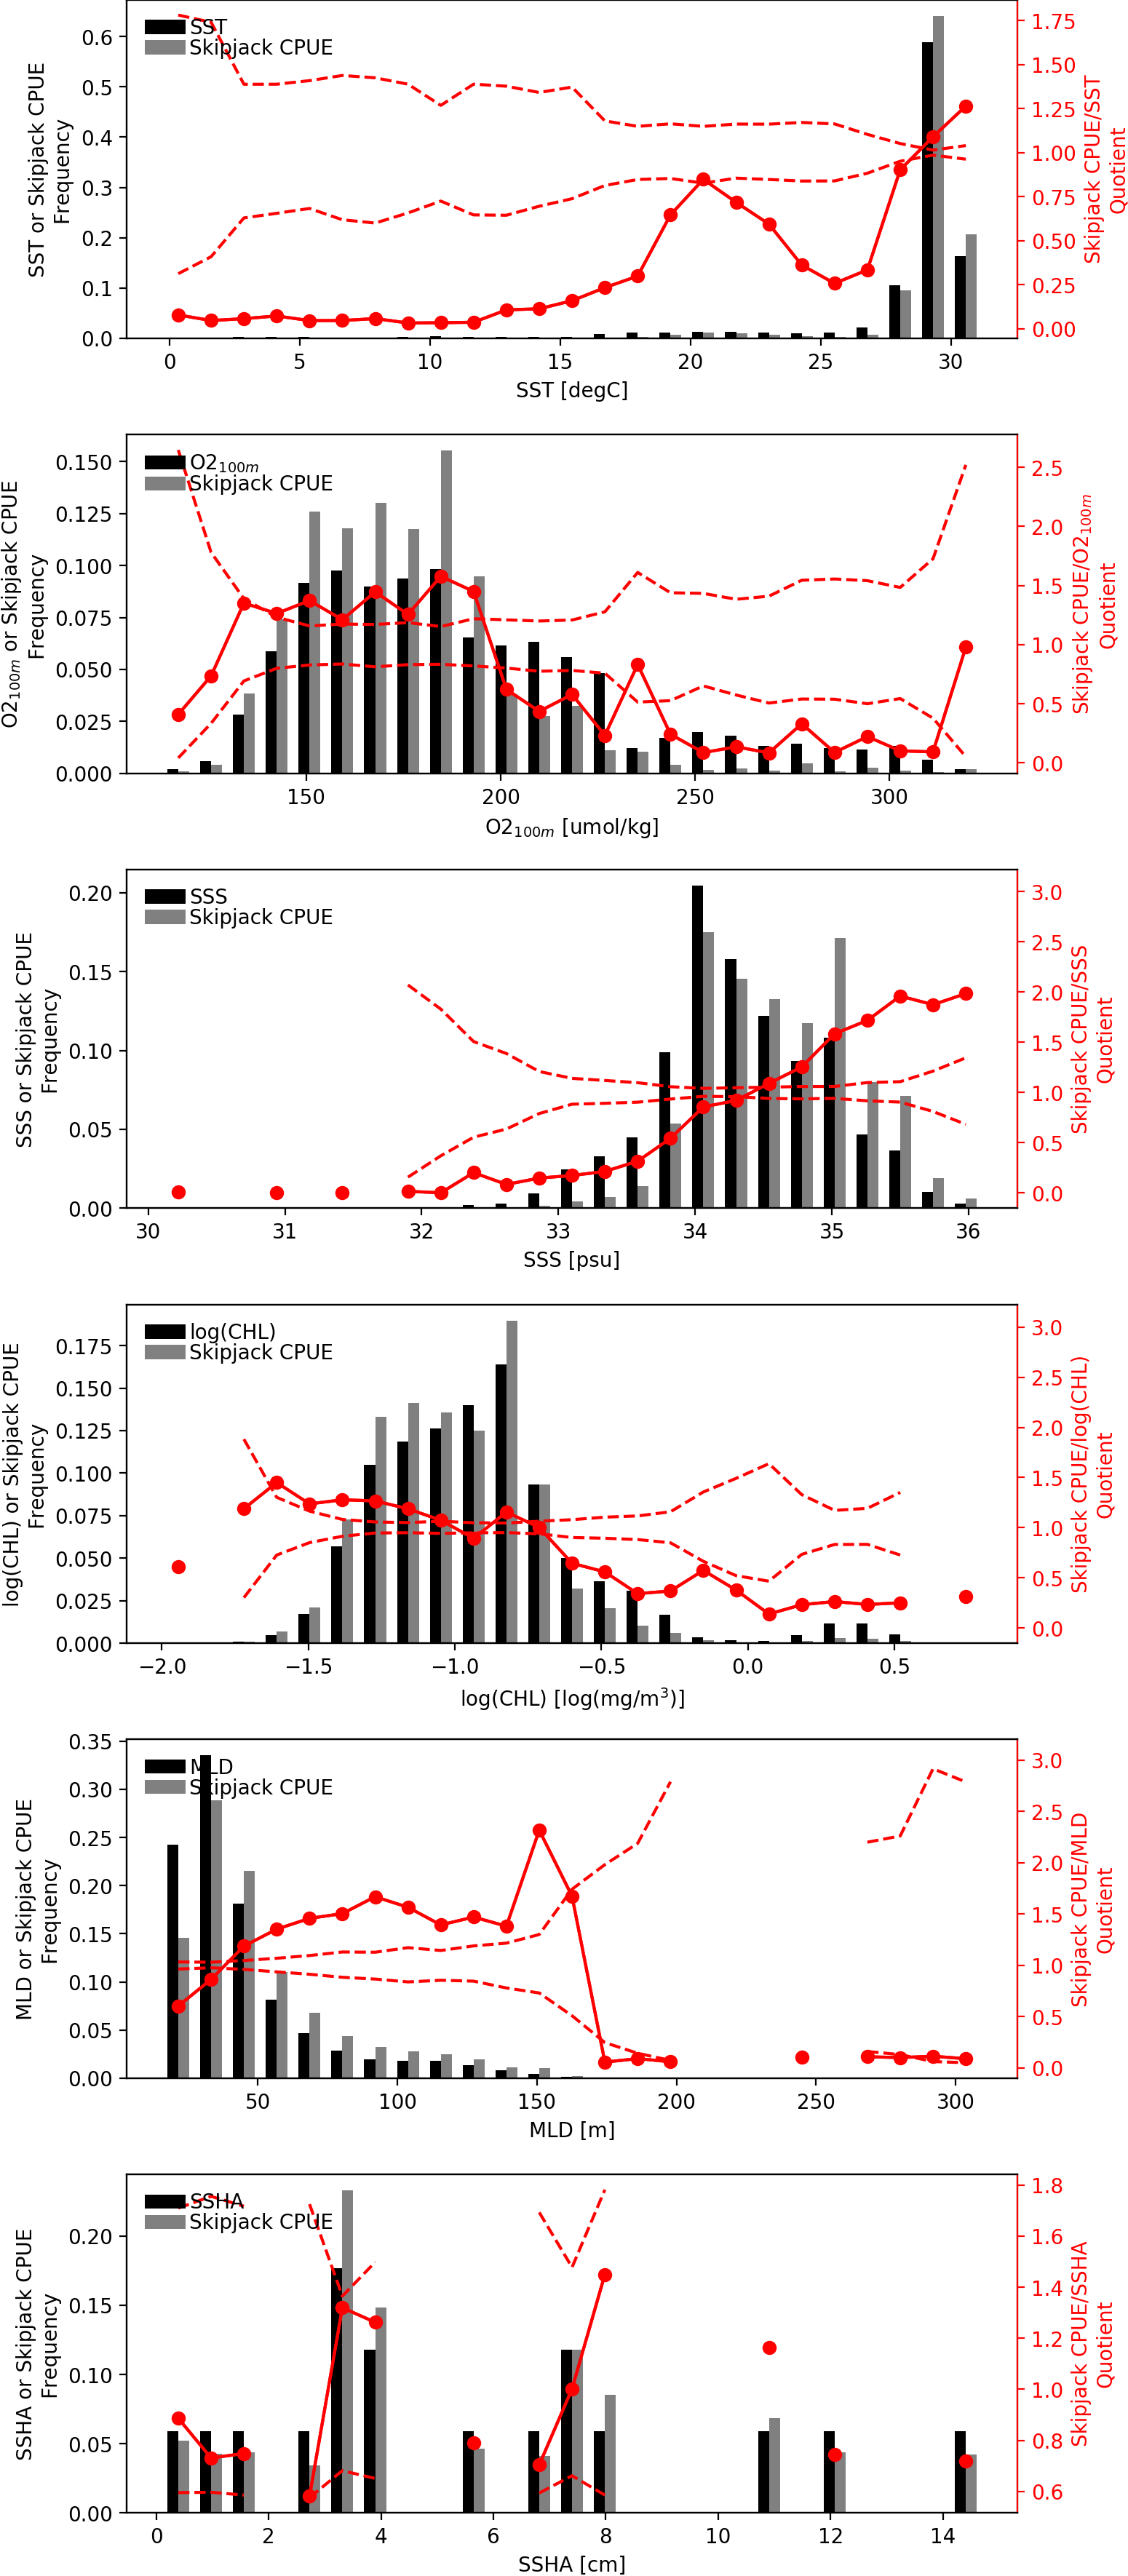 SST
Skipjack CPUE
SST or Skipjack CPUE
Frequency
0.6
0.5
0.4
0.3
0.2
0.1
0.0
0 5 10 15 20 25 30
SST [degC]
1.75
1.50
1.25
1.00
0.75
0.50
0.25
0.00
Skipjack CPUE/SST
Quotient
O2100m
Skipjack CPUE
O2100m or Skipjack CPUE
Frequency
0.150
0.125
0.100
0.075
0.050
0.025
0.000
150 200 250 300
O2100m [umol/kg]
2.5
2.0
1.5
1.0
0.5
0.0
Skipjack CPUE/O2100m
Quotient
SSS
Skipjack CPUE
SSS or Skipjack CPUE
Frequency
0.20
0.15
0.10
0.05
0.00
30 31 32 33 34 35 36
SSS [psu]
3.0
2.5
2.0
1.5
1.0
0.5
0.0
Skipjack CPUE/SSS
Quotient
log(CHL)
Skipjack CPUE
log(CHL) or Skipjack CPUE
Frequency
0.175
0.150
0.125
0.100
0.075
0.050
0.025
0.000
−2.0 −1.5 −1.0 −0.5 0.0 0.5
log(CHL) [log(mg/m³)]
3.0
2.5
2.0
1.5
1.0
0.5
0.0
Skipjack CPUE/log(CHL)
Quotient
MLD
Skipjack CPUE
MLD or Skipjack CPUE
Frequency
0.35
0.30
0.25
0.20
0.15
0.10
0.05
0.00
50 100 150 200 250 300
MLD [m]
3.0
2.5
2.0
1.5
1.0
0.5
0.0
Skipjack CPUE/MLD
Quotient
SSHA
Skipjack CPUE
SSHA or Skipjack CPUE
Frequency
0.20
0.15
0.10
0.05
0.00
0 2 4 6 8 10 12 14
SSHA [cm]
1.8
1.6
1.4
1.2
1.0
0.8
0.6
Skipjack CPUE/SSHA
Quotient